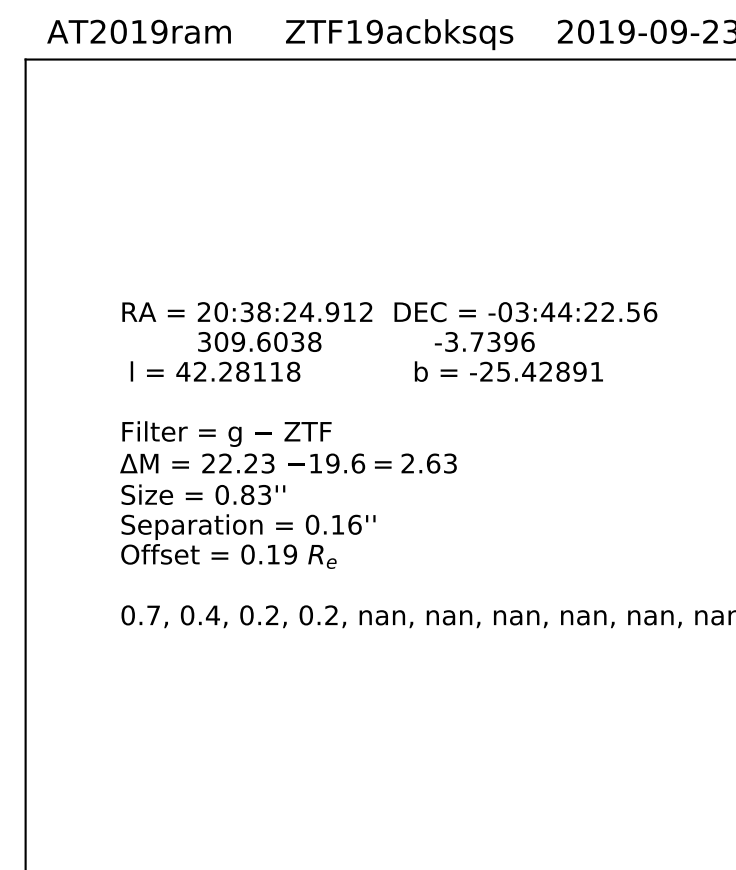 AT2019ram ZTF19acbksqs 2019-09-23
RA = 20:38:24.912 DEC = -03:44:22.56
309.6038 -3.7396
l = 42.28118 b = -25.42891
Filter = g − ZTF
ΔM = 22.23 −19.6 = 2.63
Size = 0.83''
Separation = 0.16''
Offset = 0.19 Re
0.7, 0.4, 0.2, 0.2, nan, nan, nan, nan, nan, nan